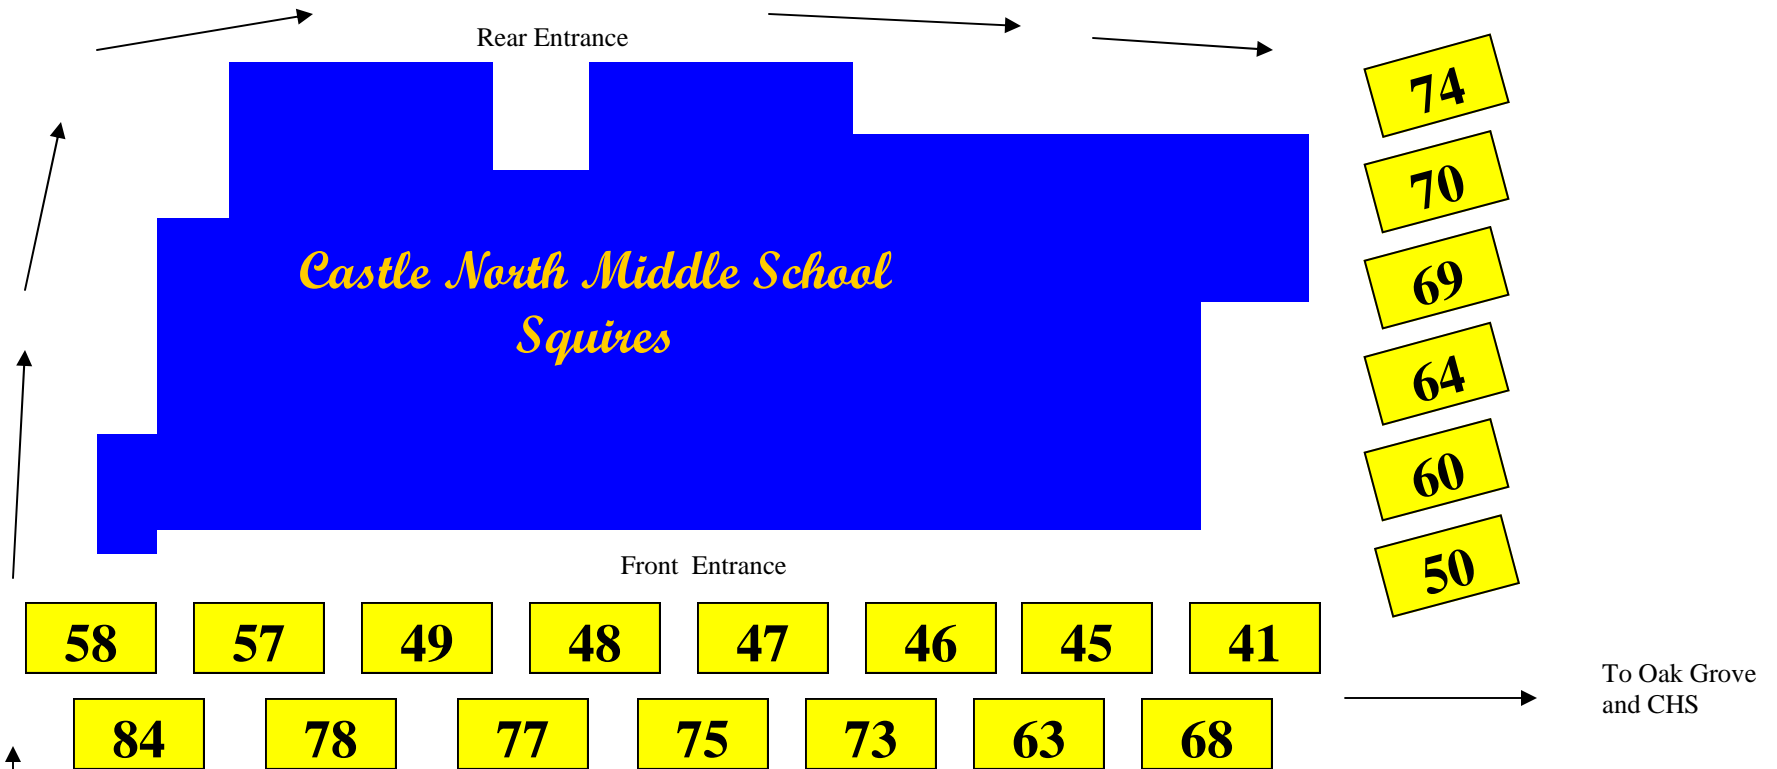 Rear Entrance
74
70
69
64
60
50
Castle North Middle School
Squires
Front Entrance
58 57 49 48 47 46 45 41
84 78 77 75 73 63 68
To Oak Grove
and CHS